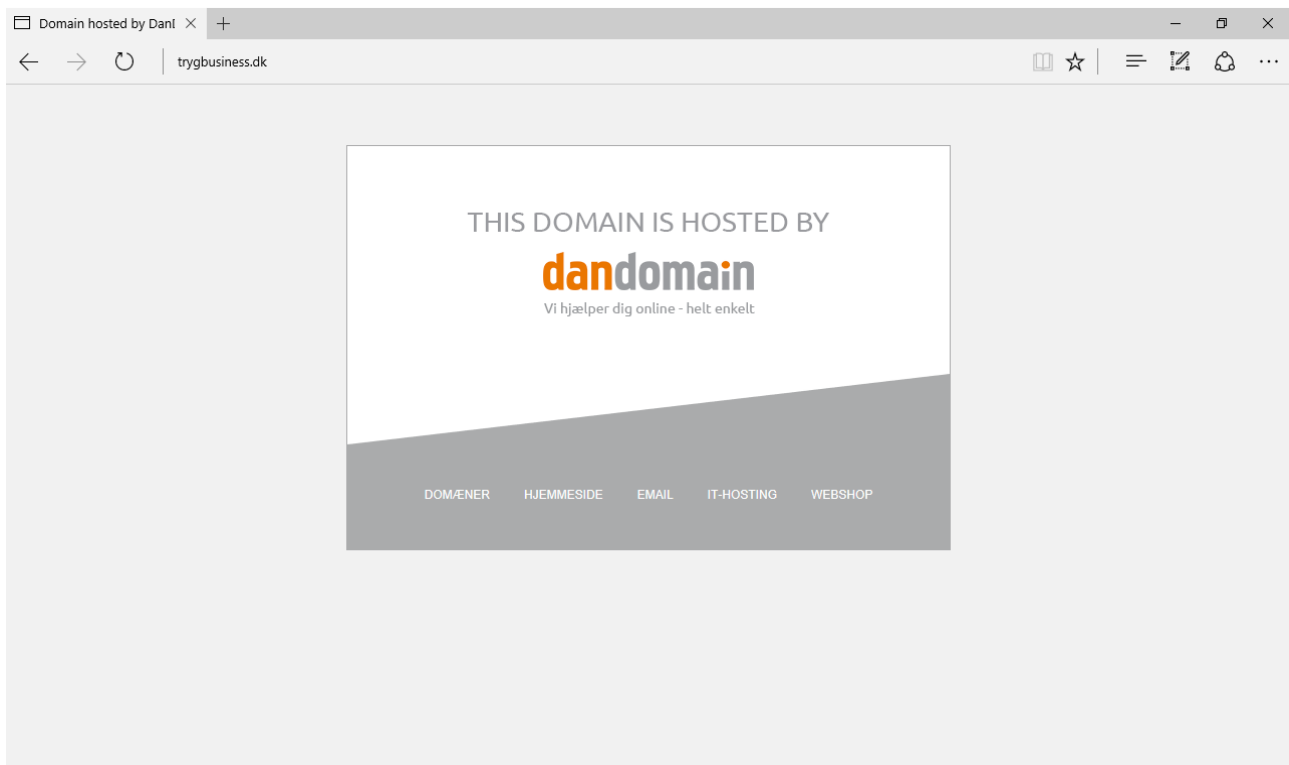 Domain hosted by Dan
trygbusiness.dk
THIS DOMAIN IS HOSTED BY
dandomain
Vi hjælper dig online - helt enkelt
DOMÆNER HJEMMESIDE EMAIL IT-HOSTING WEBSHOP